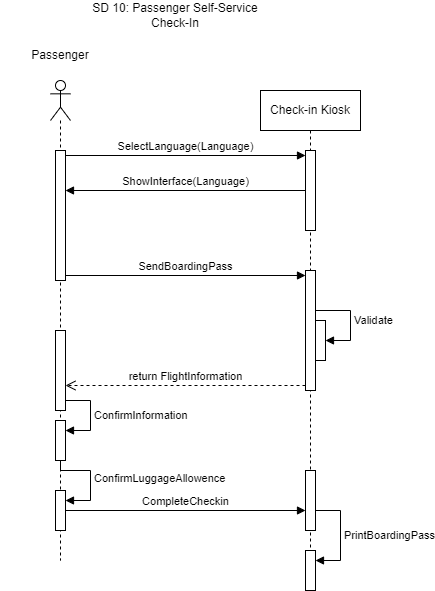 SD 10: Passenger Self-Service
Check-In
Passenger
Check-in Kiosk
SelectLanguage(Language)
ShowInterface(Language)
SendBoardingPass
Validate
return FlightInformation
ConfirmInformation
ConfirmLuggageAllowence
CompleteCheckin
PrintBoardingPass